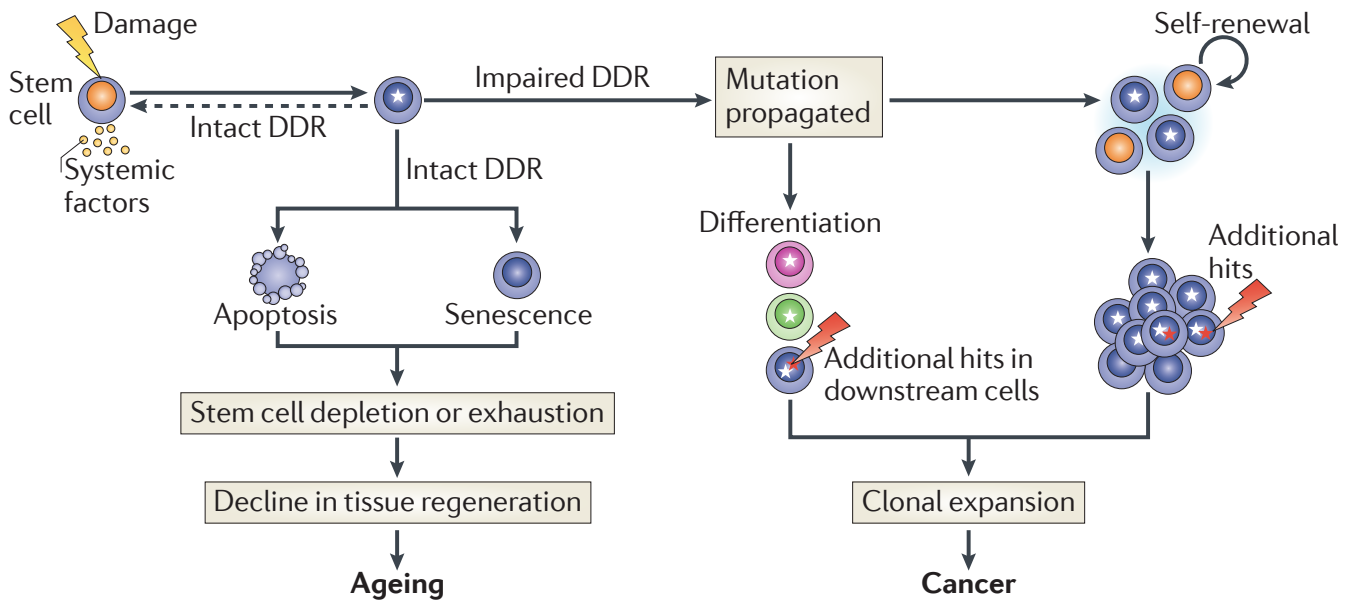 Damage
Stem
cell
Systemic
factors
Intact DDR
Impaired DDR
Mutation
propagated
Self-renewal
Intact DDR
Apoptosis
Senescence
Stem cell depletion or exhaustion
Decline in tissue regeneration
Ageing
Differentiation
Additional hits in
downstream cells
Additional
hits
Clonal expansion
Cancer